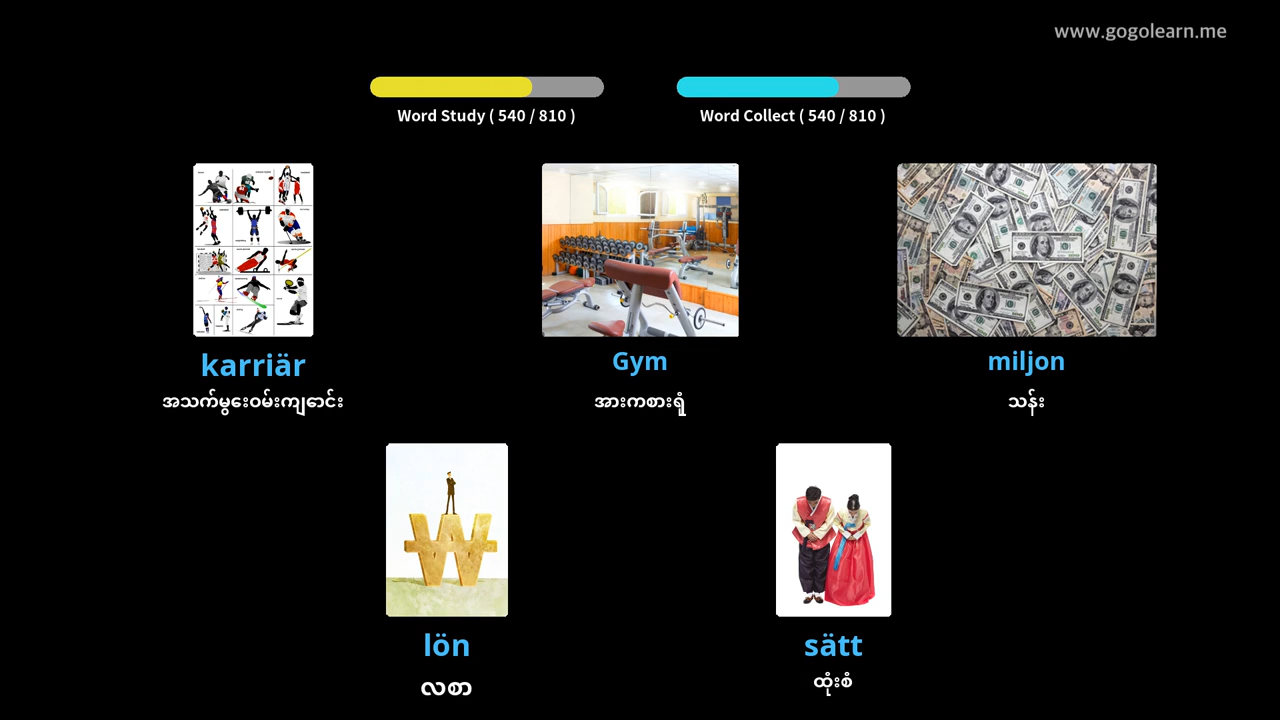 www.gogolearn.me
Word Study ( 540 / 810 )
Word Collect ( 540 / 810 )
karriär
အသက်မွေးဝမ်းကျောင်း
Gym
အားကစားရုံ
miljon
သန်း
lön
လစာ
sätt
ထုံးစံ